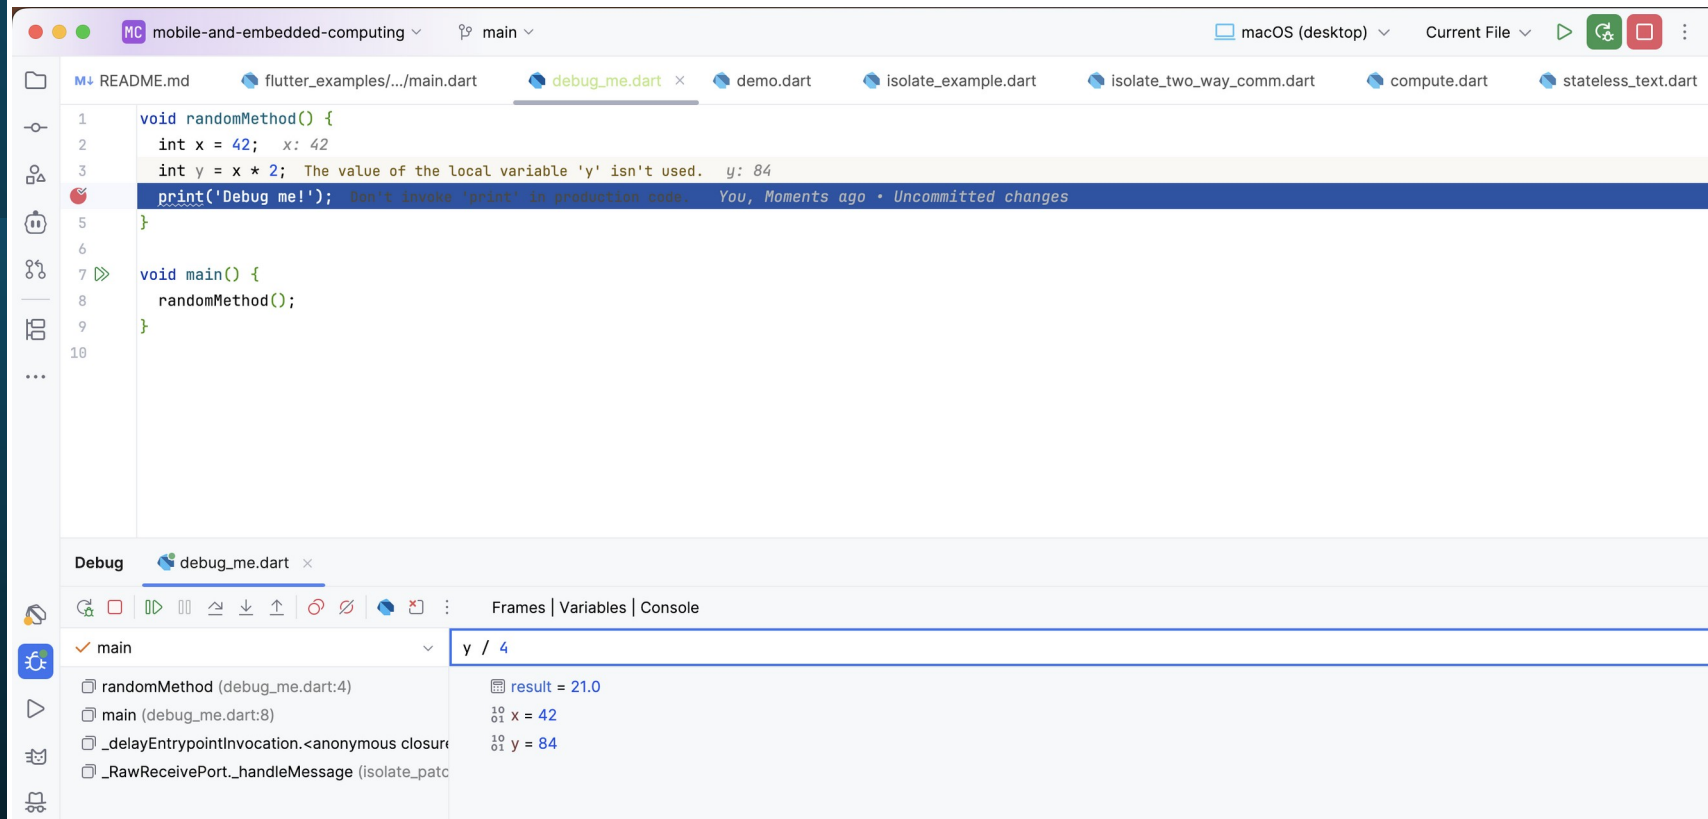 MC mobile-and-embedded-computing main macOS (desktop) Current File
M↓ README.md flutter_examples/.../main.dart debug_me.dart demo.dart isolate_example.dart isolate_two_way_comm.dart compute.dart stateless_text.dart
1 void randomMethod() {
2 int x = 42; x: 42
3 int y = x * 2; The value of the local variable 'y' isn't used. y: 84
print('Debug me!'); Don't invoke 'print' in production code. You, Moments ago • Uncommitted changes
5 }
6
7 void main() {
8 randomMethod();
9 }
10
Debug debug_me.dart
Frames | Variables | Console
main
randomMethod (debug_me.dart:4)
main (debug_me.dart:8)
_delayEntrypointInvocation.<anonymous closure
_RawReceivePort._handleMessage (isolate_patc
y / 4
result = 21.0
10 01 x = 42
10 01 y = 84